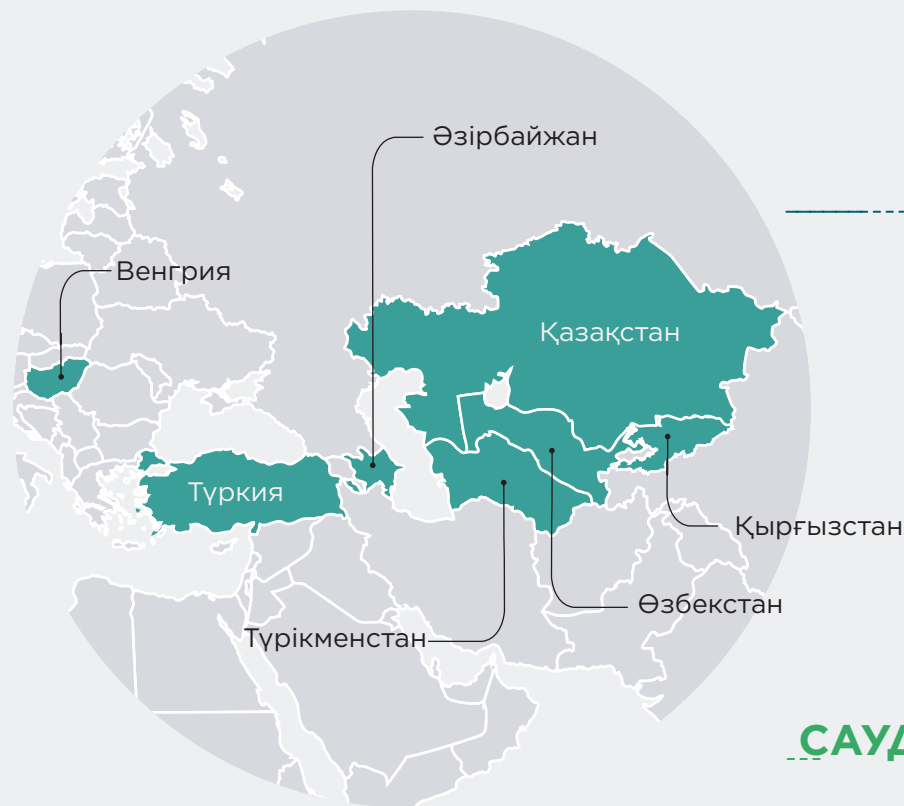 Әзірбайжан
Венгрия
Қазақстан
Түркия
Қырғызстан
Өзбекстан
Түрікменстан
САУД